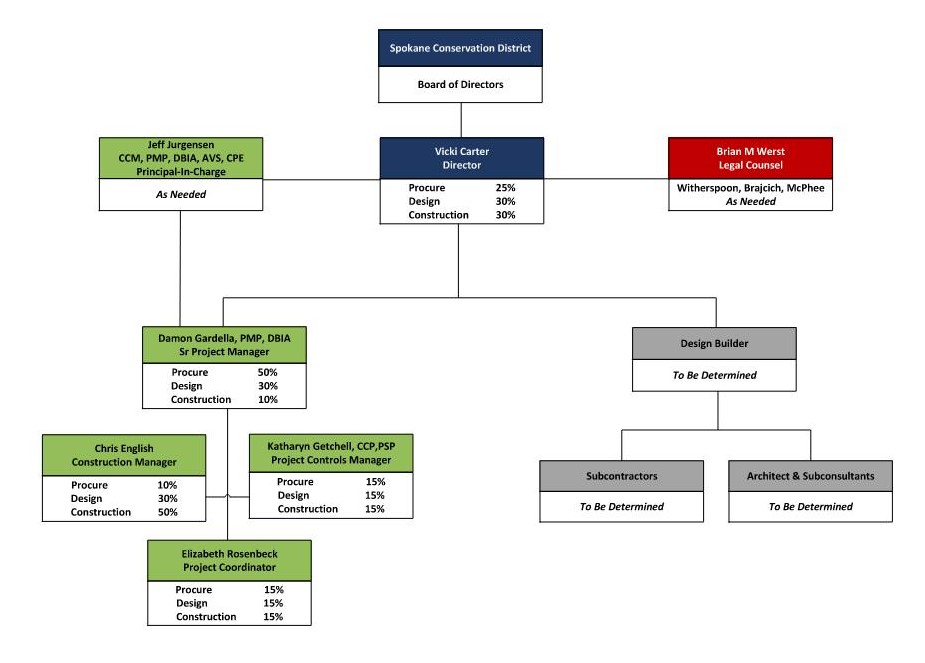 Spokane Conservation District
Board of Directors
Jeff Jurgensen
CCM, PMP, DBIA, AVS, CPE
Principal-In-Charge
As Needed
Vicki Carter
Director
Procure 25%
Design 30%
Construction 30%
Brian M Werst
Legal Counsel
Witherspoon, Brajcich, McPhee
As Needed
Damon Gardella, PMP, DBIA
Sr Project Manager
Procure 50%
Design 30%
Construction 10%
Design Builder
To Be Determined
Chris English
Construction Manager
Procure 10%
Design 30%
Construction 50%
Katharyn Getchell, CCP,PSP
Project Controls Manager
Procure 15%
Design 15%
Construction 15%
Subcontractors
To Be Determined
Architect & Subconsultants
To Be Determined
Elizabeth Rosenbeck
Project Coordinator
Procure 15%
Design 15%
Construction 15%